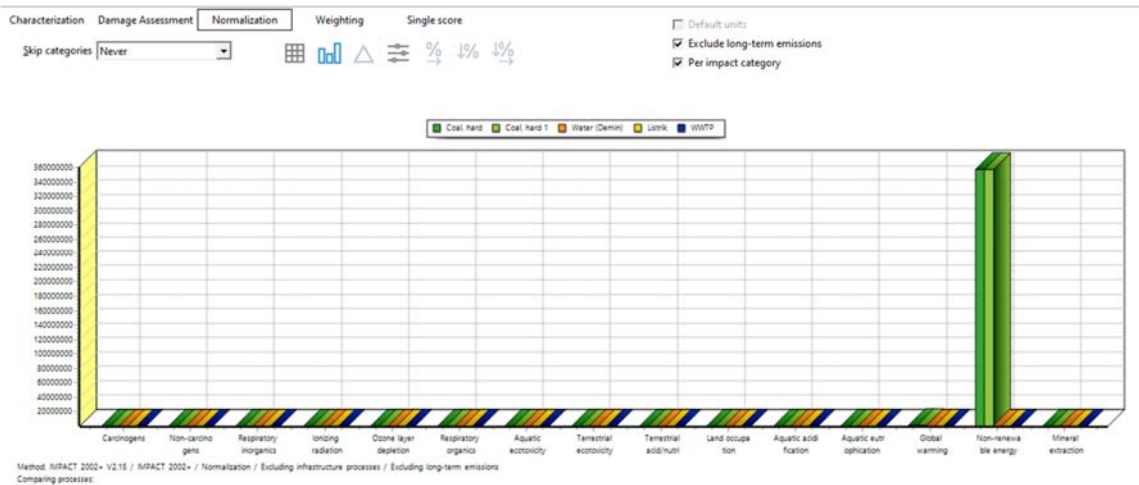 Characterization Damage Assessment Normalization Weighting Single score
Default units
Skip categories Never
Exclude long-term emissions
Per impact category
Coal, hard Coal, hard 1 Water (Demin) Listrik WWTP
360000000
340000000
320000000
300000000
280000000
260000000
240000000
220000000
200000000
180000000
160000000
140000000
120000000
100000000
80000000
60000000
40000000
20000000
Carcinogens Non-carcino Respiratory Ionizing Ozone layer Respiratory Aquatic Terrestrial Terrestrial Land occupa Aquatic acidi Aquatic eutr Global Non-renewa Mineral
gens inorganics radiation depletion organics ecotoxicity ecotoxicity acid/nutri tion fication ophication warming ble energy extraction
Method: IMPACT 2002+ V2.15 / IMPACT 2002+ / Normalization / Excluding infrastructure processes / Excluding long-term emissions
Comparing processes: